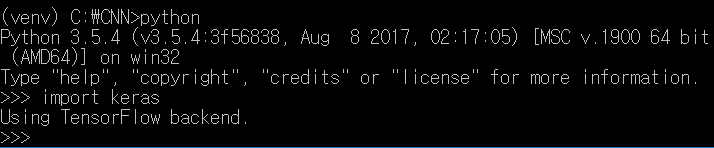 (venv) C:\CNN>python
Python 3.5.4 (v3.5.4:3f56838, Aug  8 2017, 02:17:05) [MSC v.1900 64 bit
 (AMD64)] on win32
Type "help", "copyright", "credits" or "license" for more information.
>>> import keras
Using TensorFlow backend.
>>>